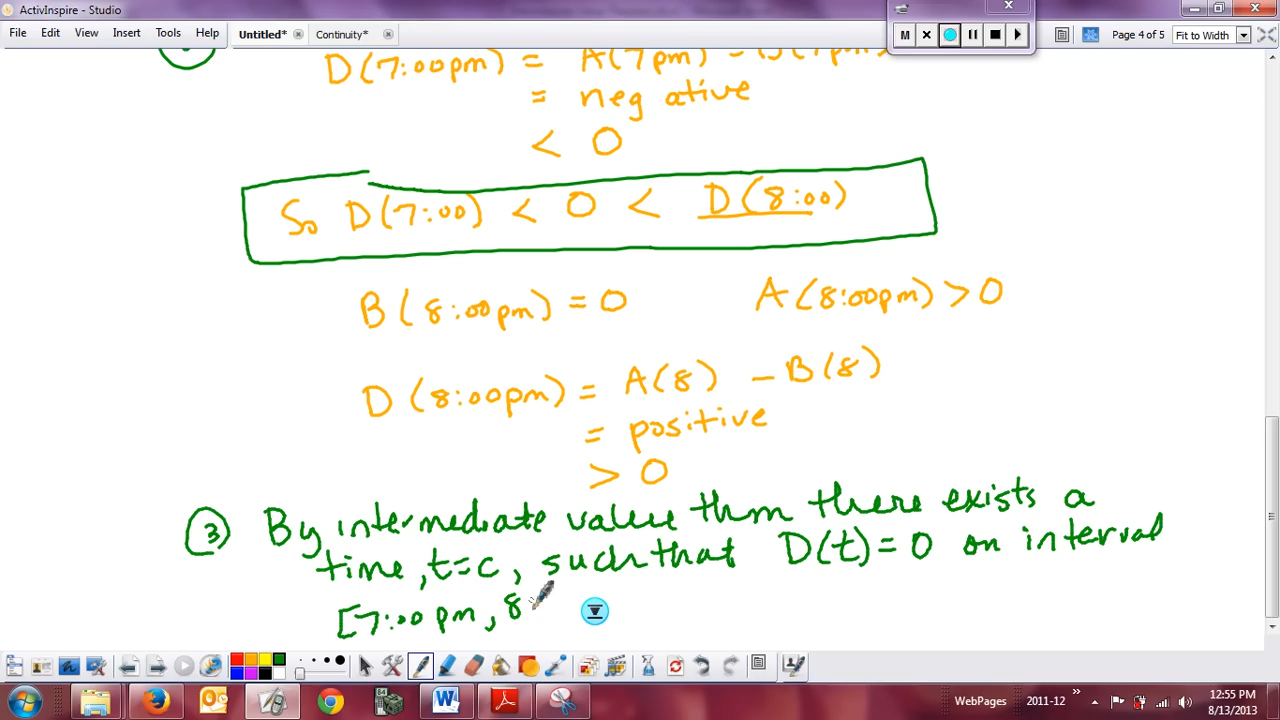 ActivInspire - Studio
File Edit View Insert Tools Help Untitled* Continuity* Page 4 of 5 Fit to Width
D(7:00pm) = A(7pm) - B(7pm)
= negative
< 0
So D(7:00) < 0 < D(8:00)
B(8:00pm) = 0 A(8:00pm) > 0
D(8:00pm) = A(8) - B(8)
= positive
> 0
3 By intermediate value thm there exists a
time, t=c, such that D(t)=0 on interval
[7:00 pm, 8:
WebPages 2011-12 12:55 PM
8/13/2013